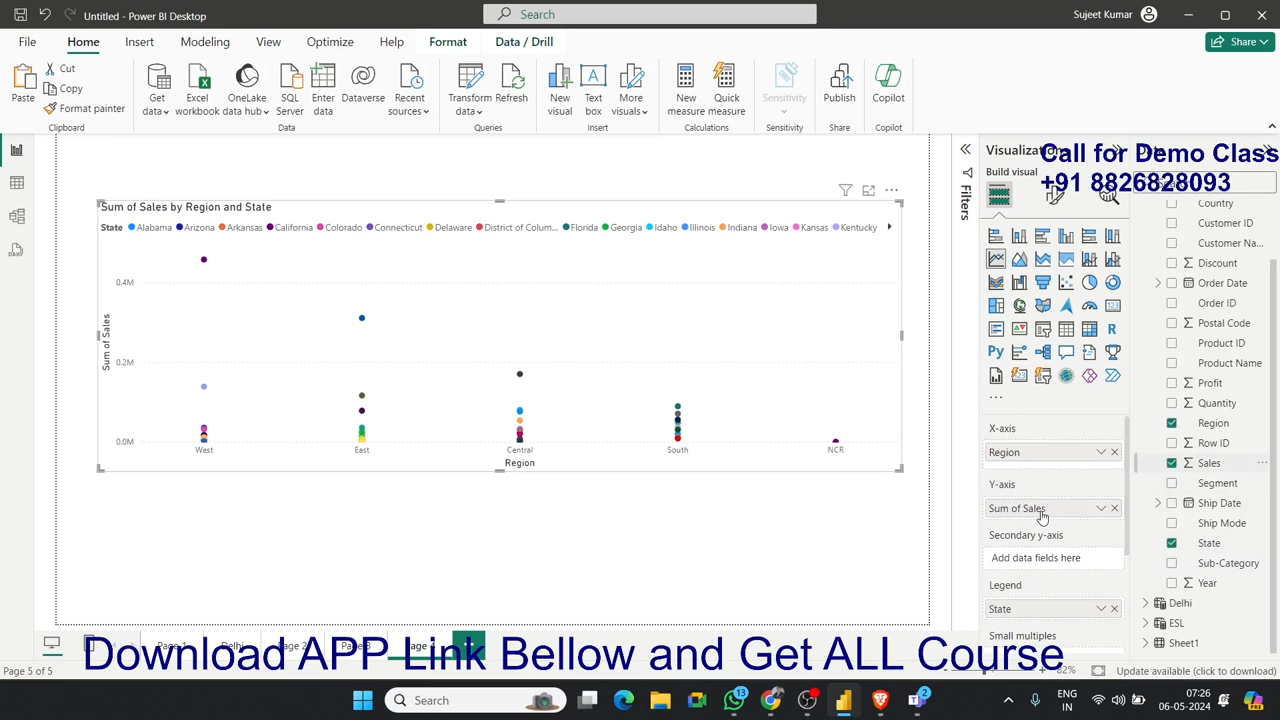 Untitled - Power BI Desktop
Search
Sujeet Kumar
File Home Insert Modeling View Optimize Help Format Data / Drill
Share
Paste
Cut
Copy
Format painter
Clipboard
Get data
Excel workbook
OneLake data hub
SQL Server
Enter data
Dataverse
Recent sources
Data
Transform data
Refresh
Queries
New visual
Text box
More visuals
Insert
New measure
Quick measure
Calculations
Sensitivity
Sensitivity
Publish
Share
Copilot
Copilot
Call for Demo Class
+91 8826828093
Sum of Sales by Region and State
State Alabama Arizona Arkansas California Colorado Connecticut Delaware District of Colum... Florida Georgia Idaho Illinois Indiana Iowa Kansas Kentucky
Sum of Sales
0.4M
0.2M
0.0M
West East Central South NCR
Region
Filters
Build visual
X-axis
Region
Y-axis
Sum of Sales
Secondary y-axis
Add data fields here
Legend
State
Small multiples
Country
Customer ID
Customer Na...
Discount
Order Date
Order ID
Postal Code
Product ID
Product Name
Profit
Quantity
Region
Row ID
Sales
Segment
Ship Date
Ship Mode
State
Sub-Category
Year
Delhi
ESL
Sheet1
Download APP Link Bellow and Get ALL Course
Page 5 of 5
Update available (click to download)
Search
13
2
ENG
IN
07:26
06-05-2024